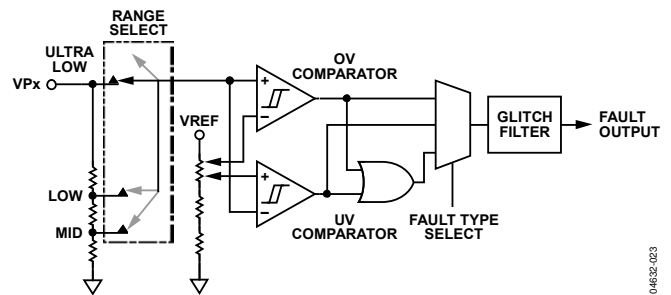 RANGE
SELECT
ULTRA
LOW
VPx
LOW
MID
VREF
+
–
OV
COMPARATOR
+
–
UV
COMPARATOR
FAULT TYPE
SELECT
GLITCH
FILTER
FAULT
OUTPUT
04632-023